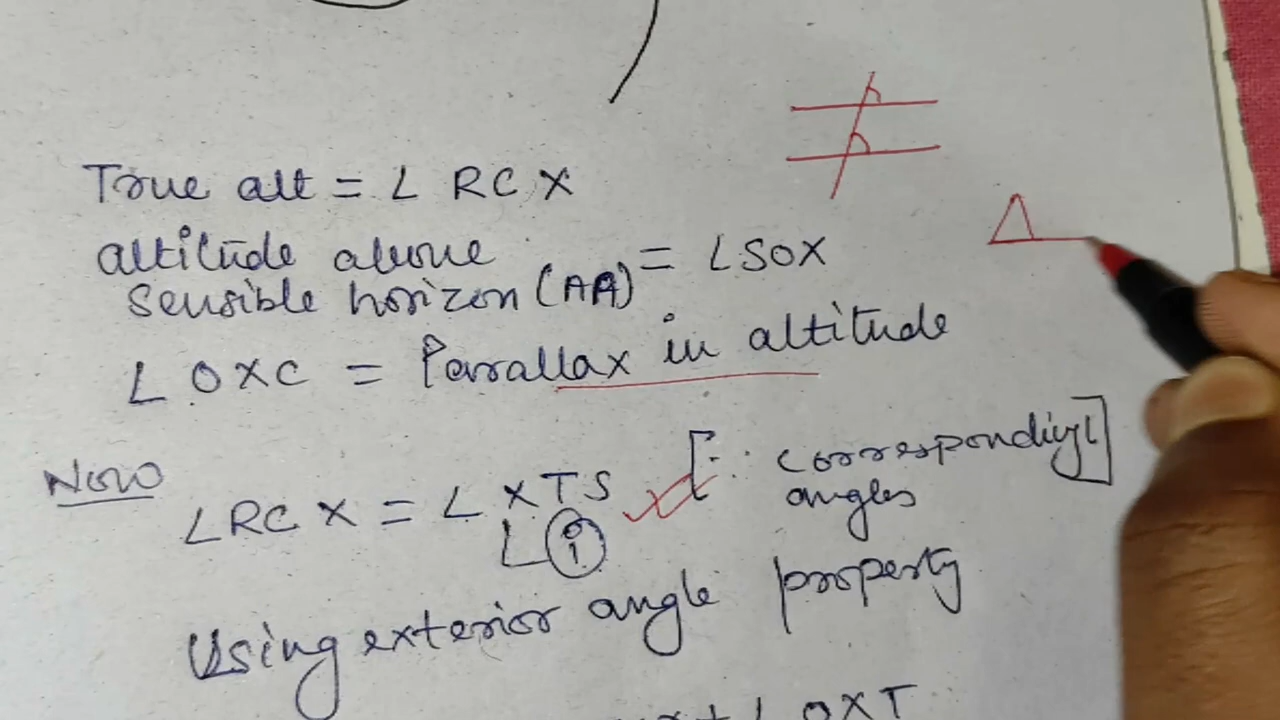 True alt = ∠ RCX
altitude above
sensible horizon (AA) = ∠SOX
∠ OXC = Parallax in altitude
Now
∠RCX = ∠ XTS [∵ corresponding
angles]
∠ i
Using exterior angle property
+ ∠ OXT